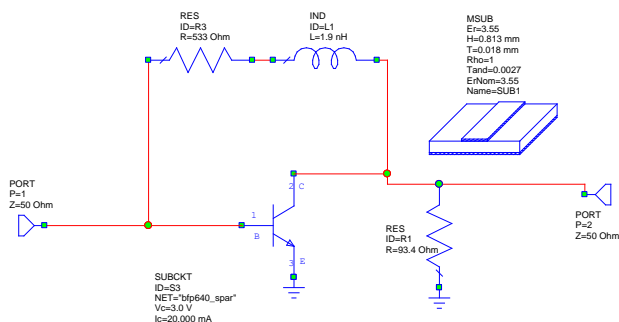 RES
ID=R3
R=533 Ohm
IND
ID=L1
L=1.9 nH
MSUB
Er=3.55
H=0.813 mm
T=0.018 mm
Rho=1
Tand=0.0027
ErNom=3.55
Name=SUB1
PORT
P=1
Z=50 Ohm
2
C
1
B
3
E
RES
ID=R1
R=93.4 Ohm
PORT
P=2
Z=50 Ohm
SUBCKT
ID=S3
NET="bfp640_spar"
Vc=3.0 V
Ic=20.000 mA